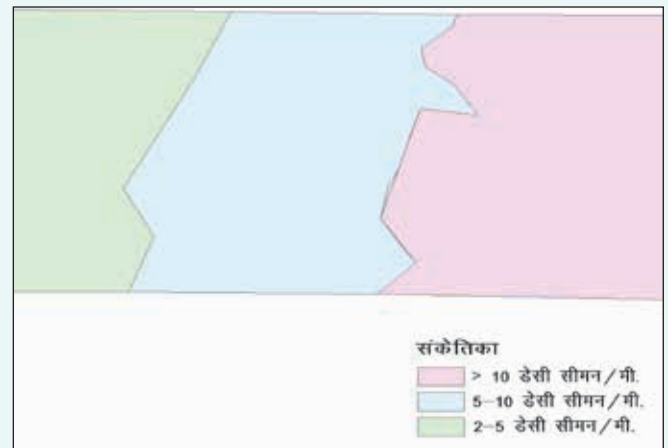 संकेतिका
> 10 डेसी सीमन/मी.
5–10 डेसी सीमन/मी.
2–5 डेसी सीमन/मी.